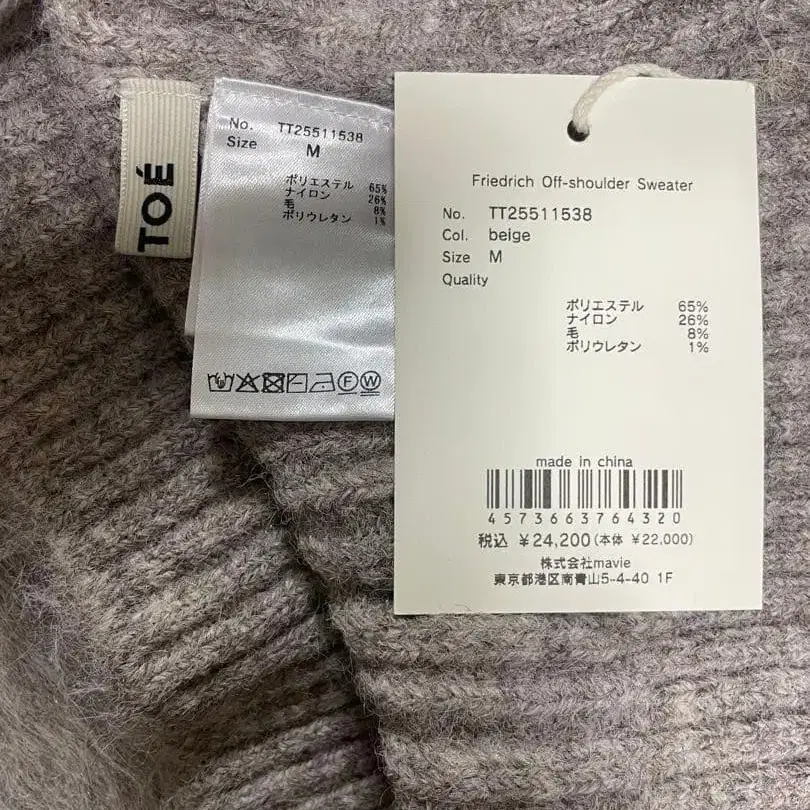 TOÉ
No. TT25511538
Size M
ポリエステル 65%
ナイロン 26%
毛 8%
ポリウレタン 1%
F W
Friedrich Off-shoulder Sweater
No. TT25511538
Col. beige
Size M
Quality
ポリエステル 65%
ナイロン 26%
毛 8%
ポリウレタン 1%
made in china
4573663764320
税込 ¥24,200(本体 ¥22,000)
株式会社mavie
東京都港区南青山5-4-40 1F